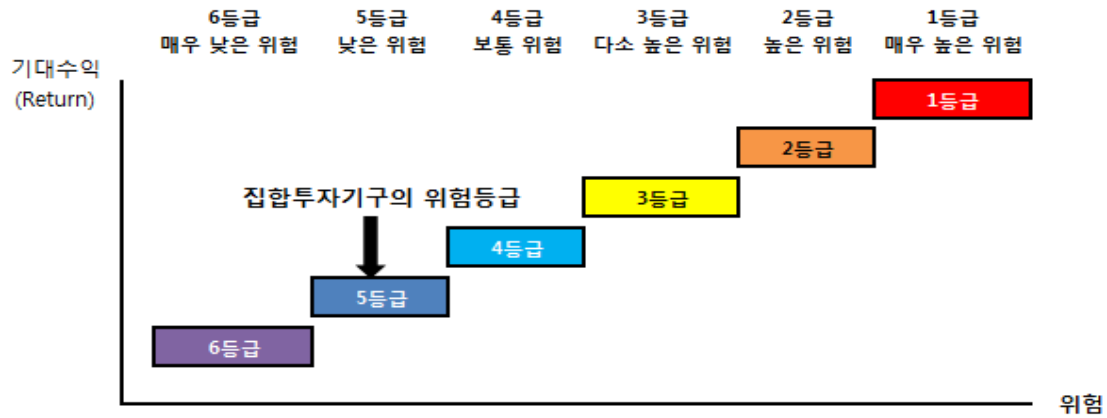 6등급 5등급 4등급 3등급 2등급 1등급
매우 낮은 위험 낮은 위험 보통 위험 다소 높은 위험 높은 위험 매우 높은 위험
기대수익
(Return)
1등급
2등급
집합투자기구의 위험등급
3등급
4등급
5등급
6등급
위험